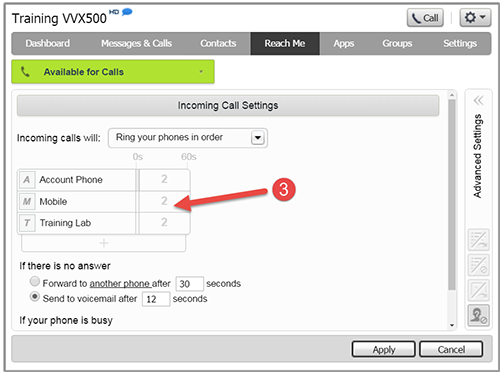 Training VVX500 HD
Call
Dashboard Messages & Calls Contacts Reach Me Apps Groups Settings
Available for Calls
Incoming Call Settings
Incoming calls will: Ring your phones in order
0s 60s
A Account Phone 2
M Mobile 2
3
T Training Lab 2
+
If there is no answer
Forward to another phone after 30 seconds
Send to voicemail after 12 seconds
If your phone is busy
Advanced Settings
Apply Cancel